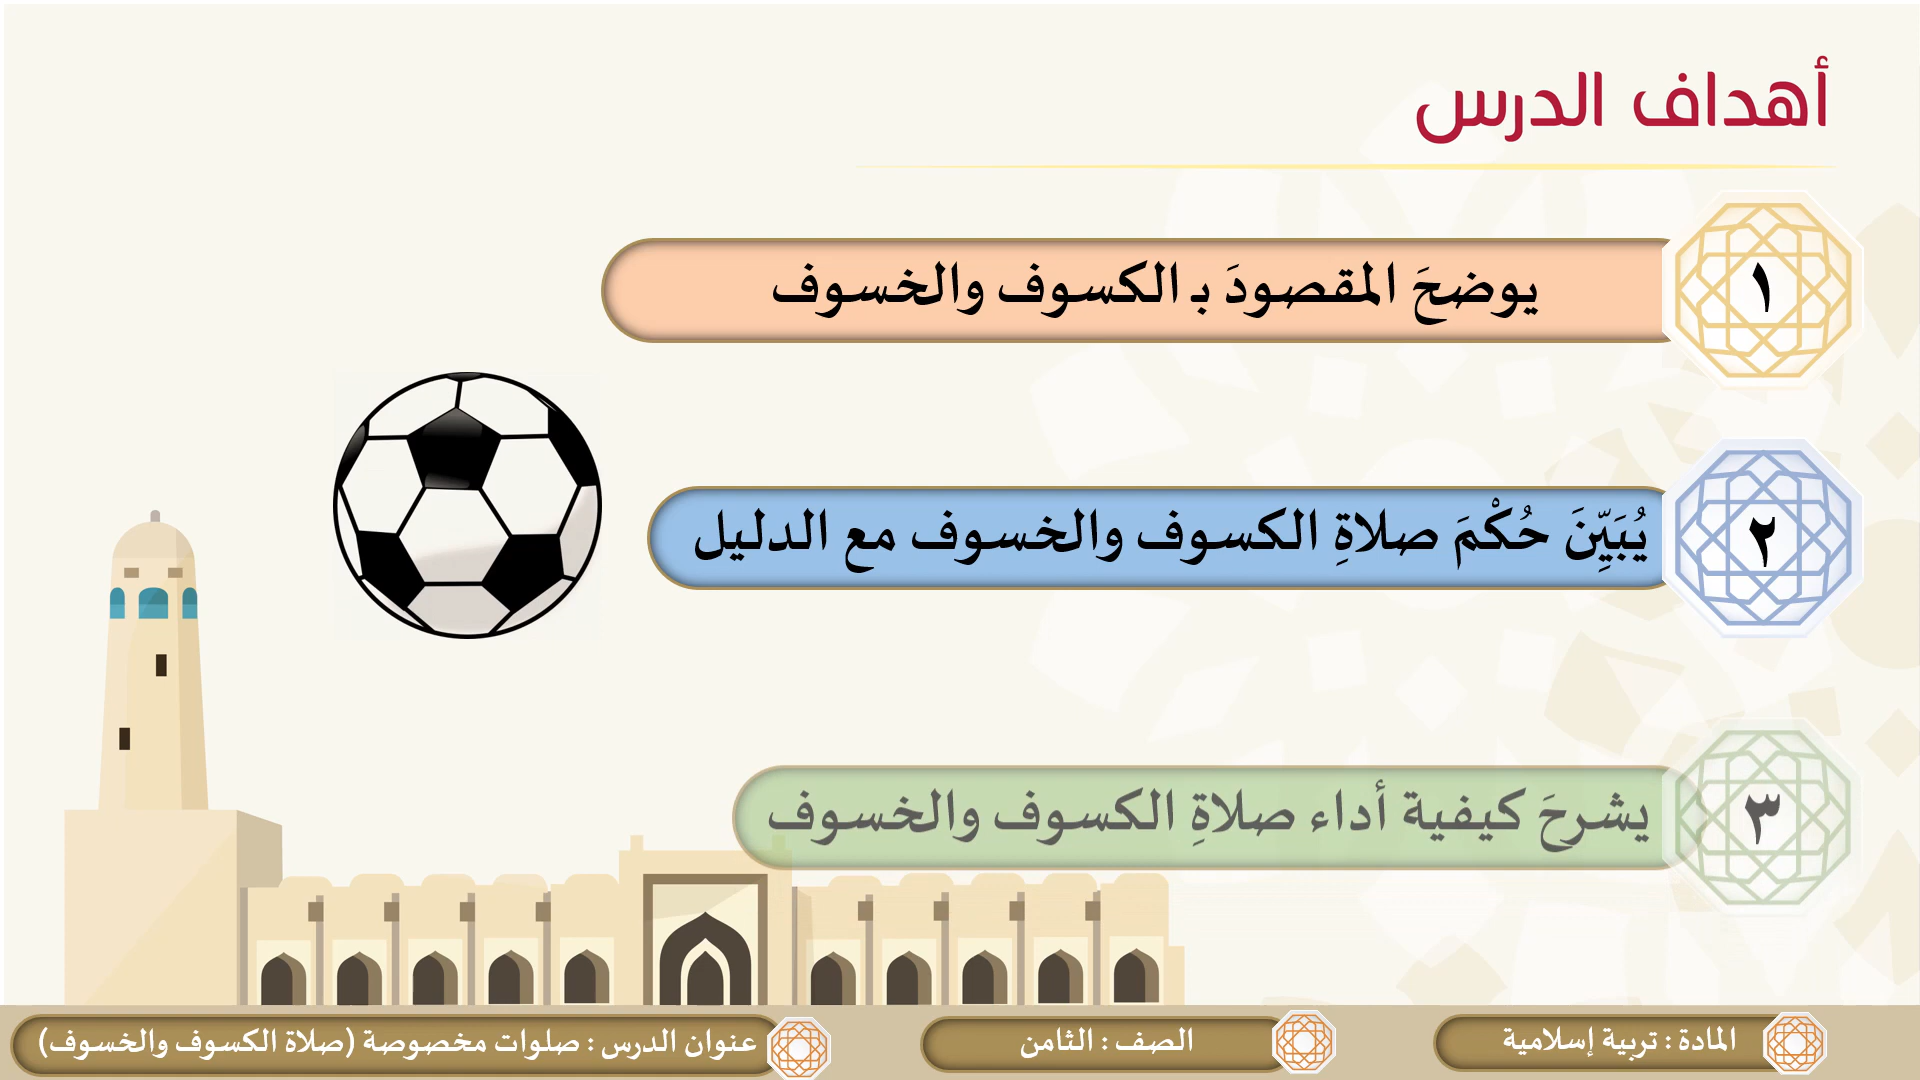 أهداف الدرس
١
يوضحَ المقصودَ بـ الكسوف والخسوف
٢
يُبَيِّنَ حُكْمَ صلاةِ الكسوف والخسوف مع الدليل
٣
يشرحَ كيفية أداء صلاةِ الكسوف والخسوف
المادة : تربية إسلامية
الصف : الثامن
عنوان الدرس : صلوات مخصوصة (صلاة الكسوف والخسوف)